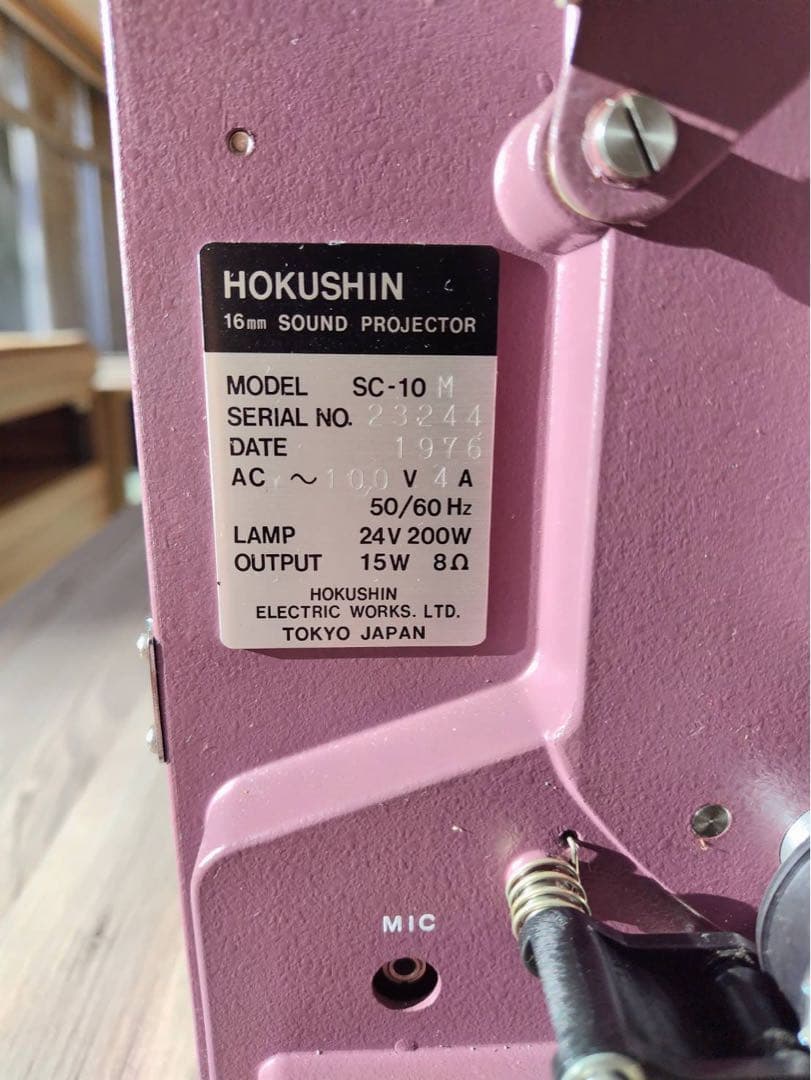 HOKUSHIN
16mm SOUND PROJECTOR
MODEL SC-10 M
SERIAL NO. 23244
DATE 1976
AC ～ 100 V 4 A
50/60 Hz
LAMP 24V 200W
OUTPUT 15W 8Ω
HOKUSHIN
ELECTRIC WORKS. LTD.
TOKYO JAPAN
MIC